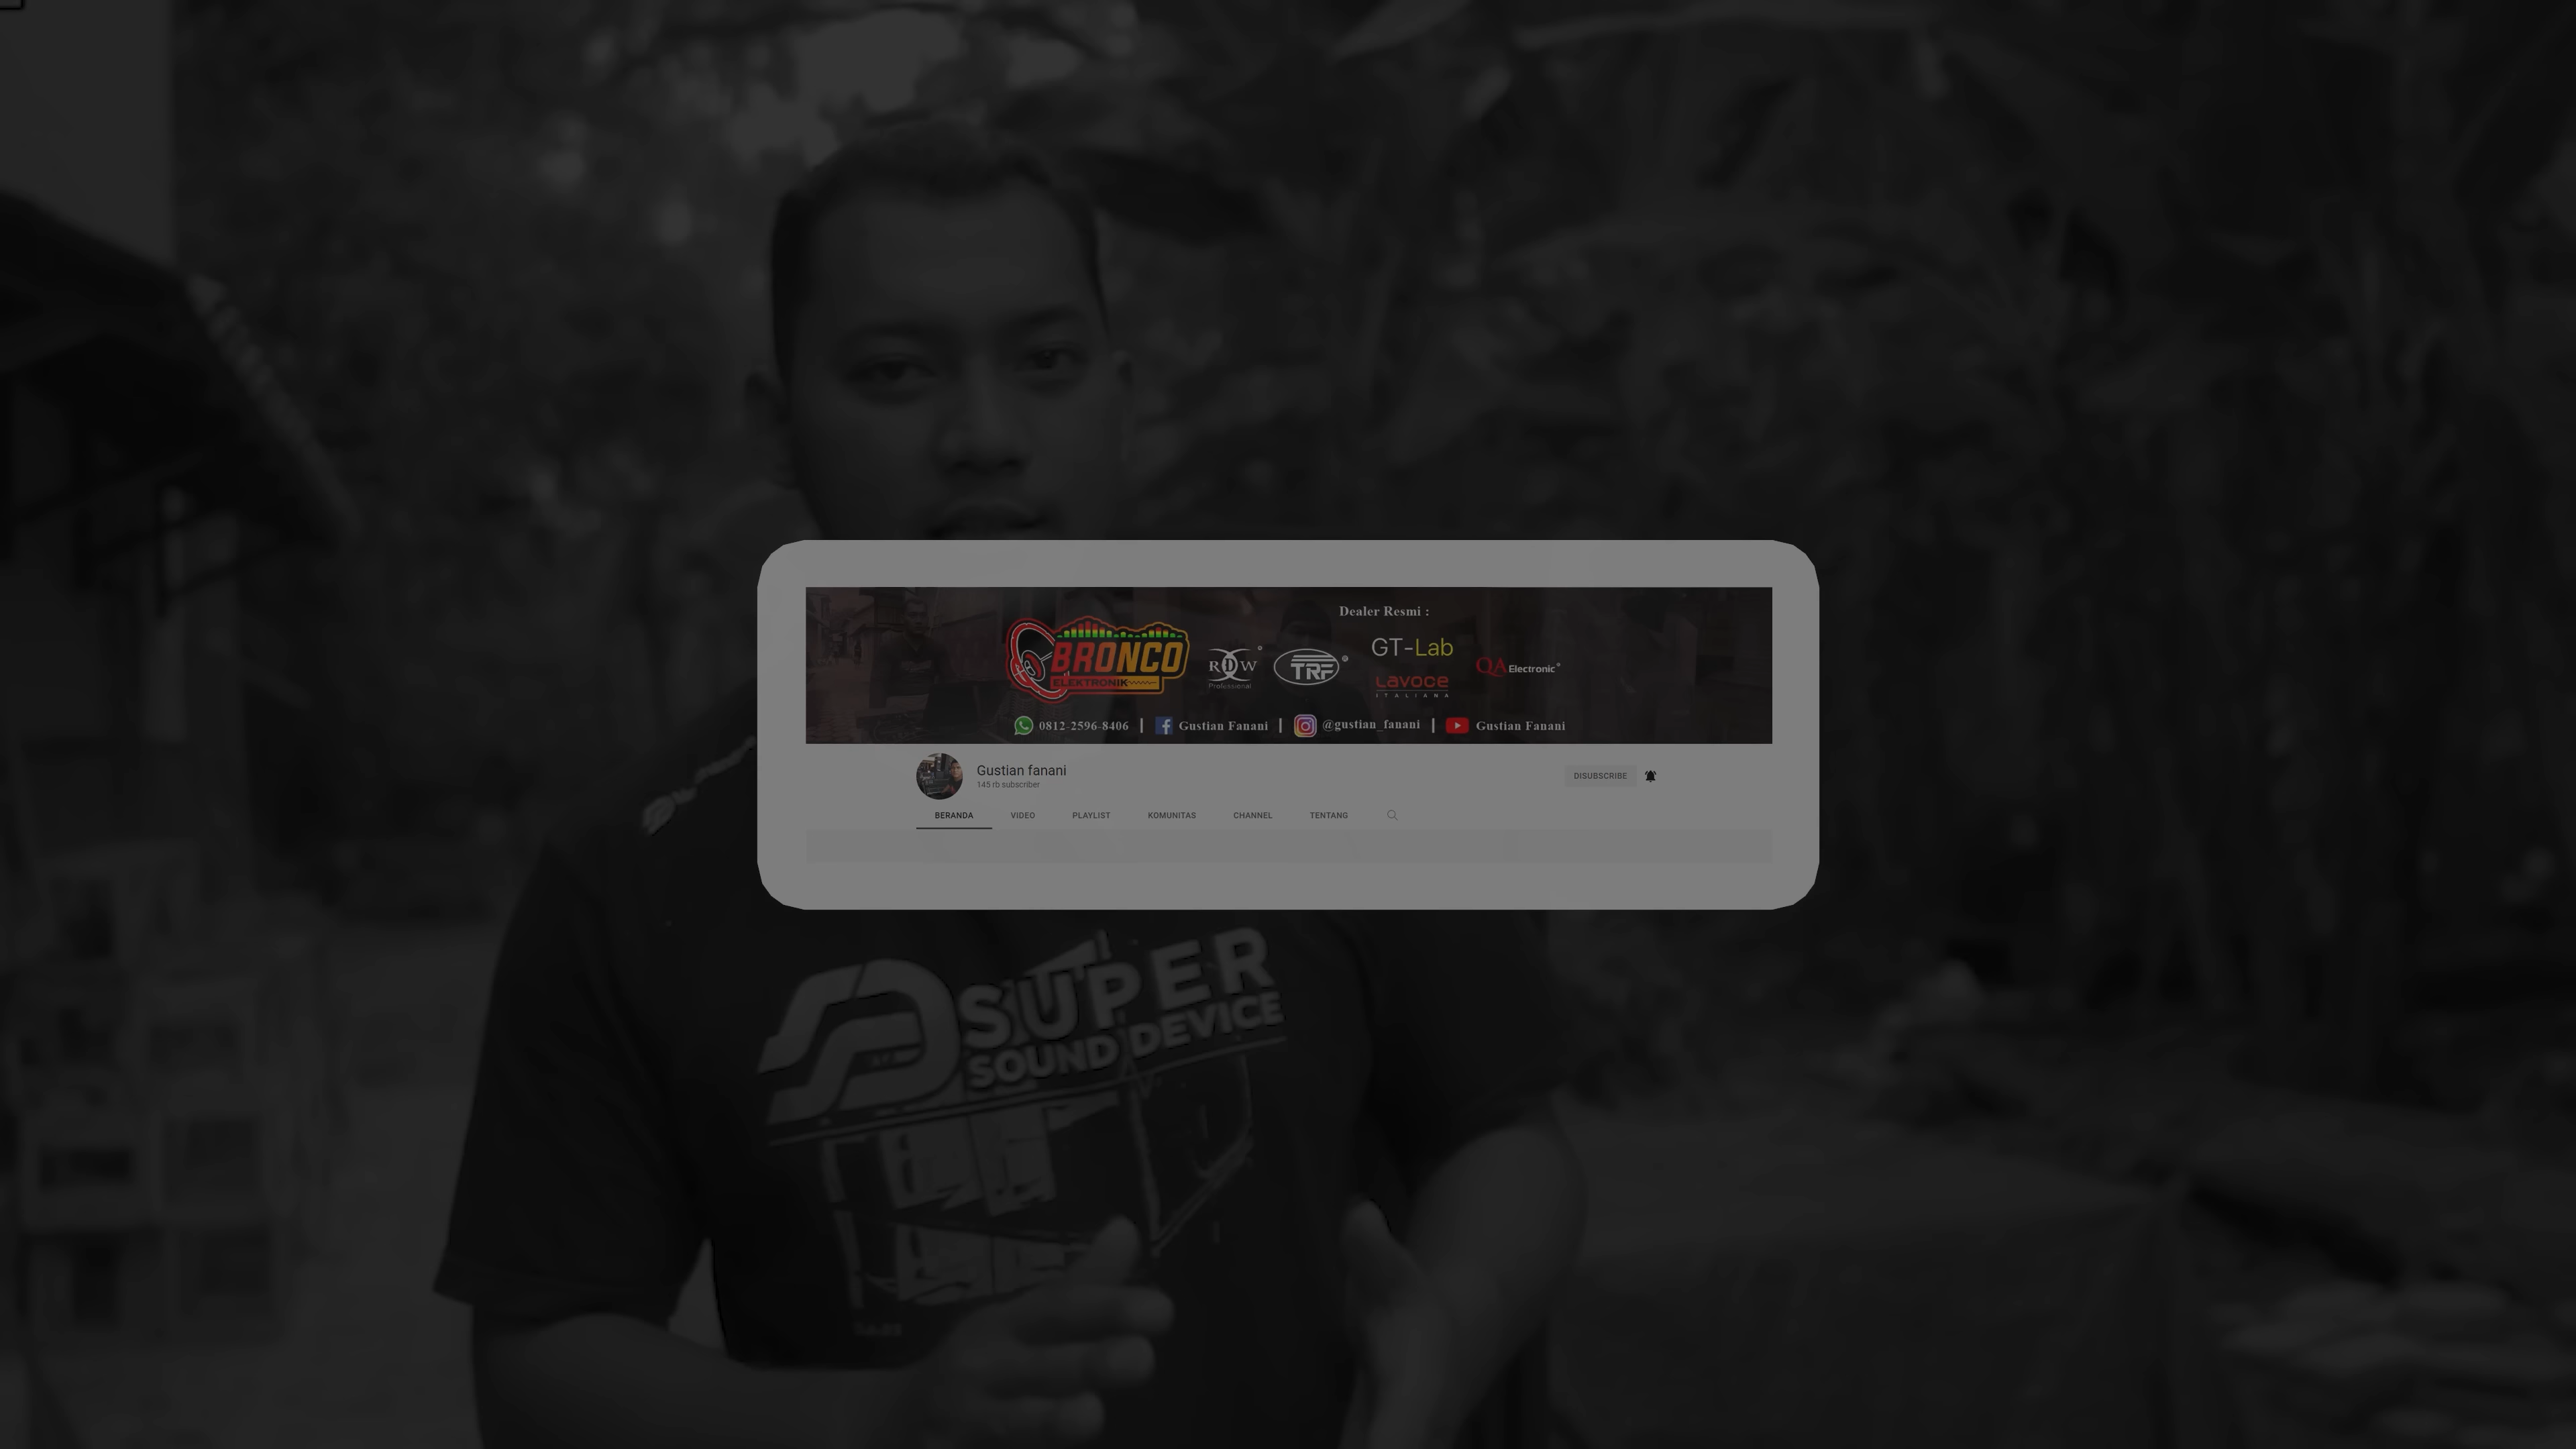 Dealer Resmi :
BRONCO
ELEKTRONIK
RDW
Professional
TRF
GT-Lab
LAVOCE
ITALIANA
QA Electronic
0812-2596-8406 | Gustian Fanani | @gustian_fanani | Gustian Fanani
Gustian fanani
145 rb subscriber
DISUBSCRIBE
BERANDA VIDEO PLAYLIST KOMUNITAS CHANNEL TENTANG
SUPER
SOUND DEVICE